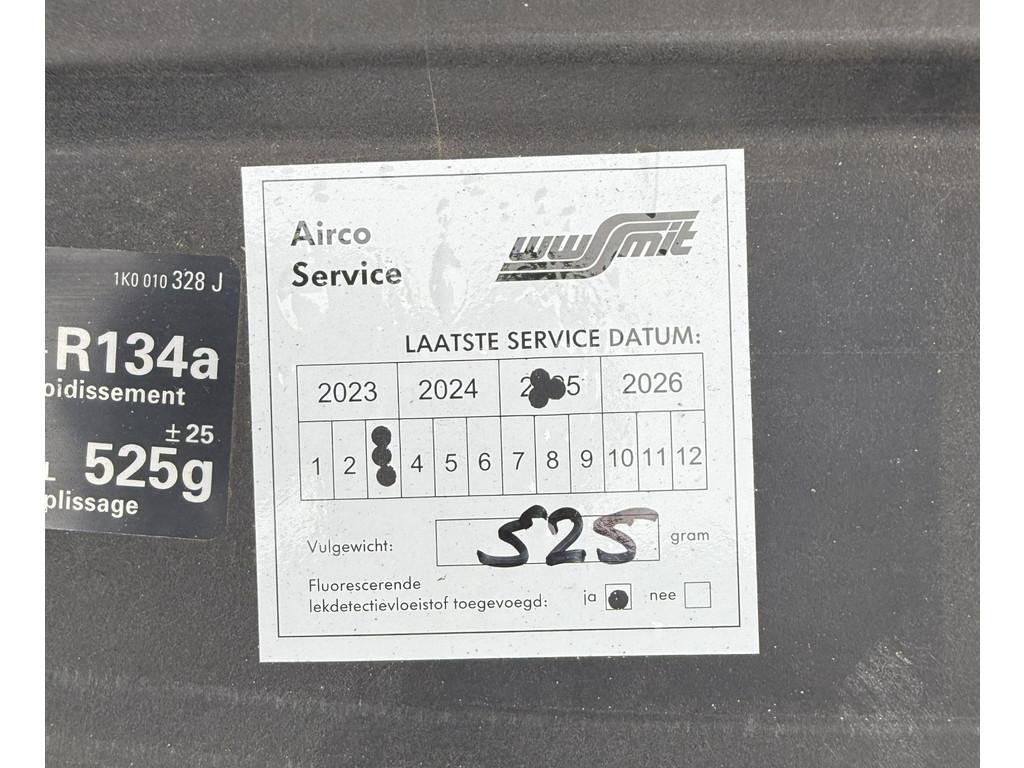 1K0 010 328 J
R134a
oidissement
± 25
L 525g
plissage
Airco
Service
wwsmit
LAATSTE SERVICE DATUM:
2023 2024 2026
1 2 4 5 6 7 8 9 10 11 12
Vulgewicht: 525 gram
Fluorescerende
lekdetectievloeistof toegevoegd: ja nee